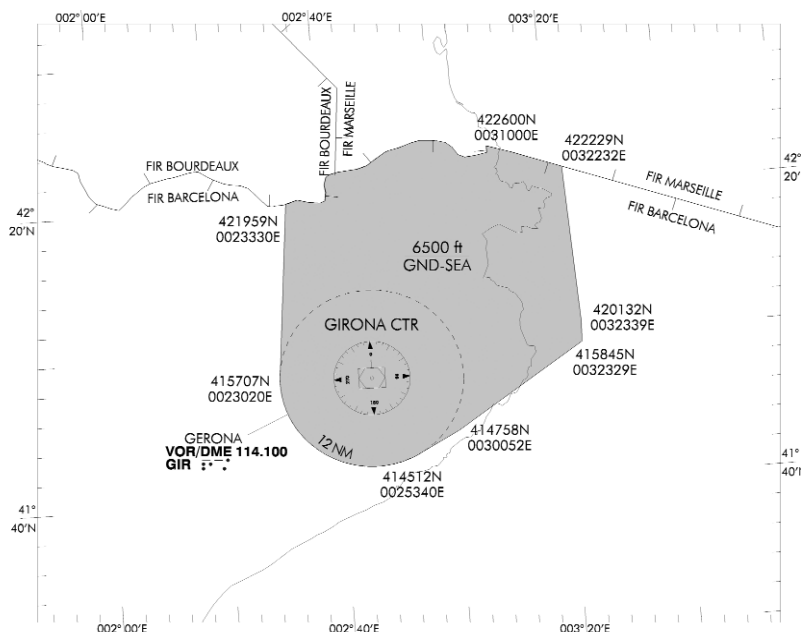 002° 00'E
002° 40'E
003° 20'E
FIR BOURDEAUX
FIR MARSEILLE
422600N
0031000E
422229N
0032232E
42°
20'N
FIR BOURDEAUX
FIR BARCELONA
FIR MARSEILLE
FIR BARCELONA
42°
20'N
421959N
0023330E
6500 ft
GND-SEA
GIRONA CTR
420132N
0032339E
415845N
0032329E
415707N
0023020E
GERONA
VOR/DME 114.100
GIR
12 NM
414758N
0030052E
414512N
0025340E
41°
40'N
41°
40'N
002° 00'E
002° 40'E
003° 20'E